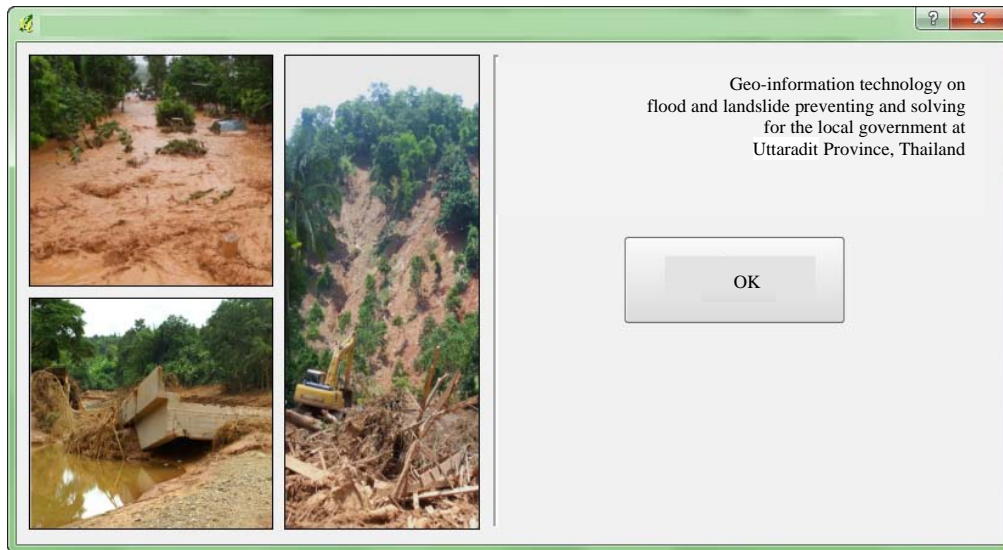 Geo-information technology on
flood and landslide preventing and solving
for the local government at
Uttaradit Province, Thailand
OK